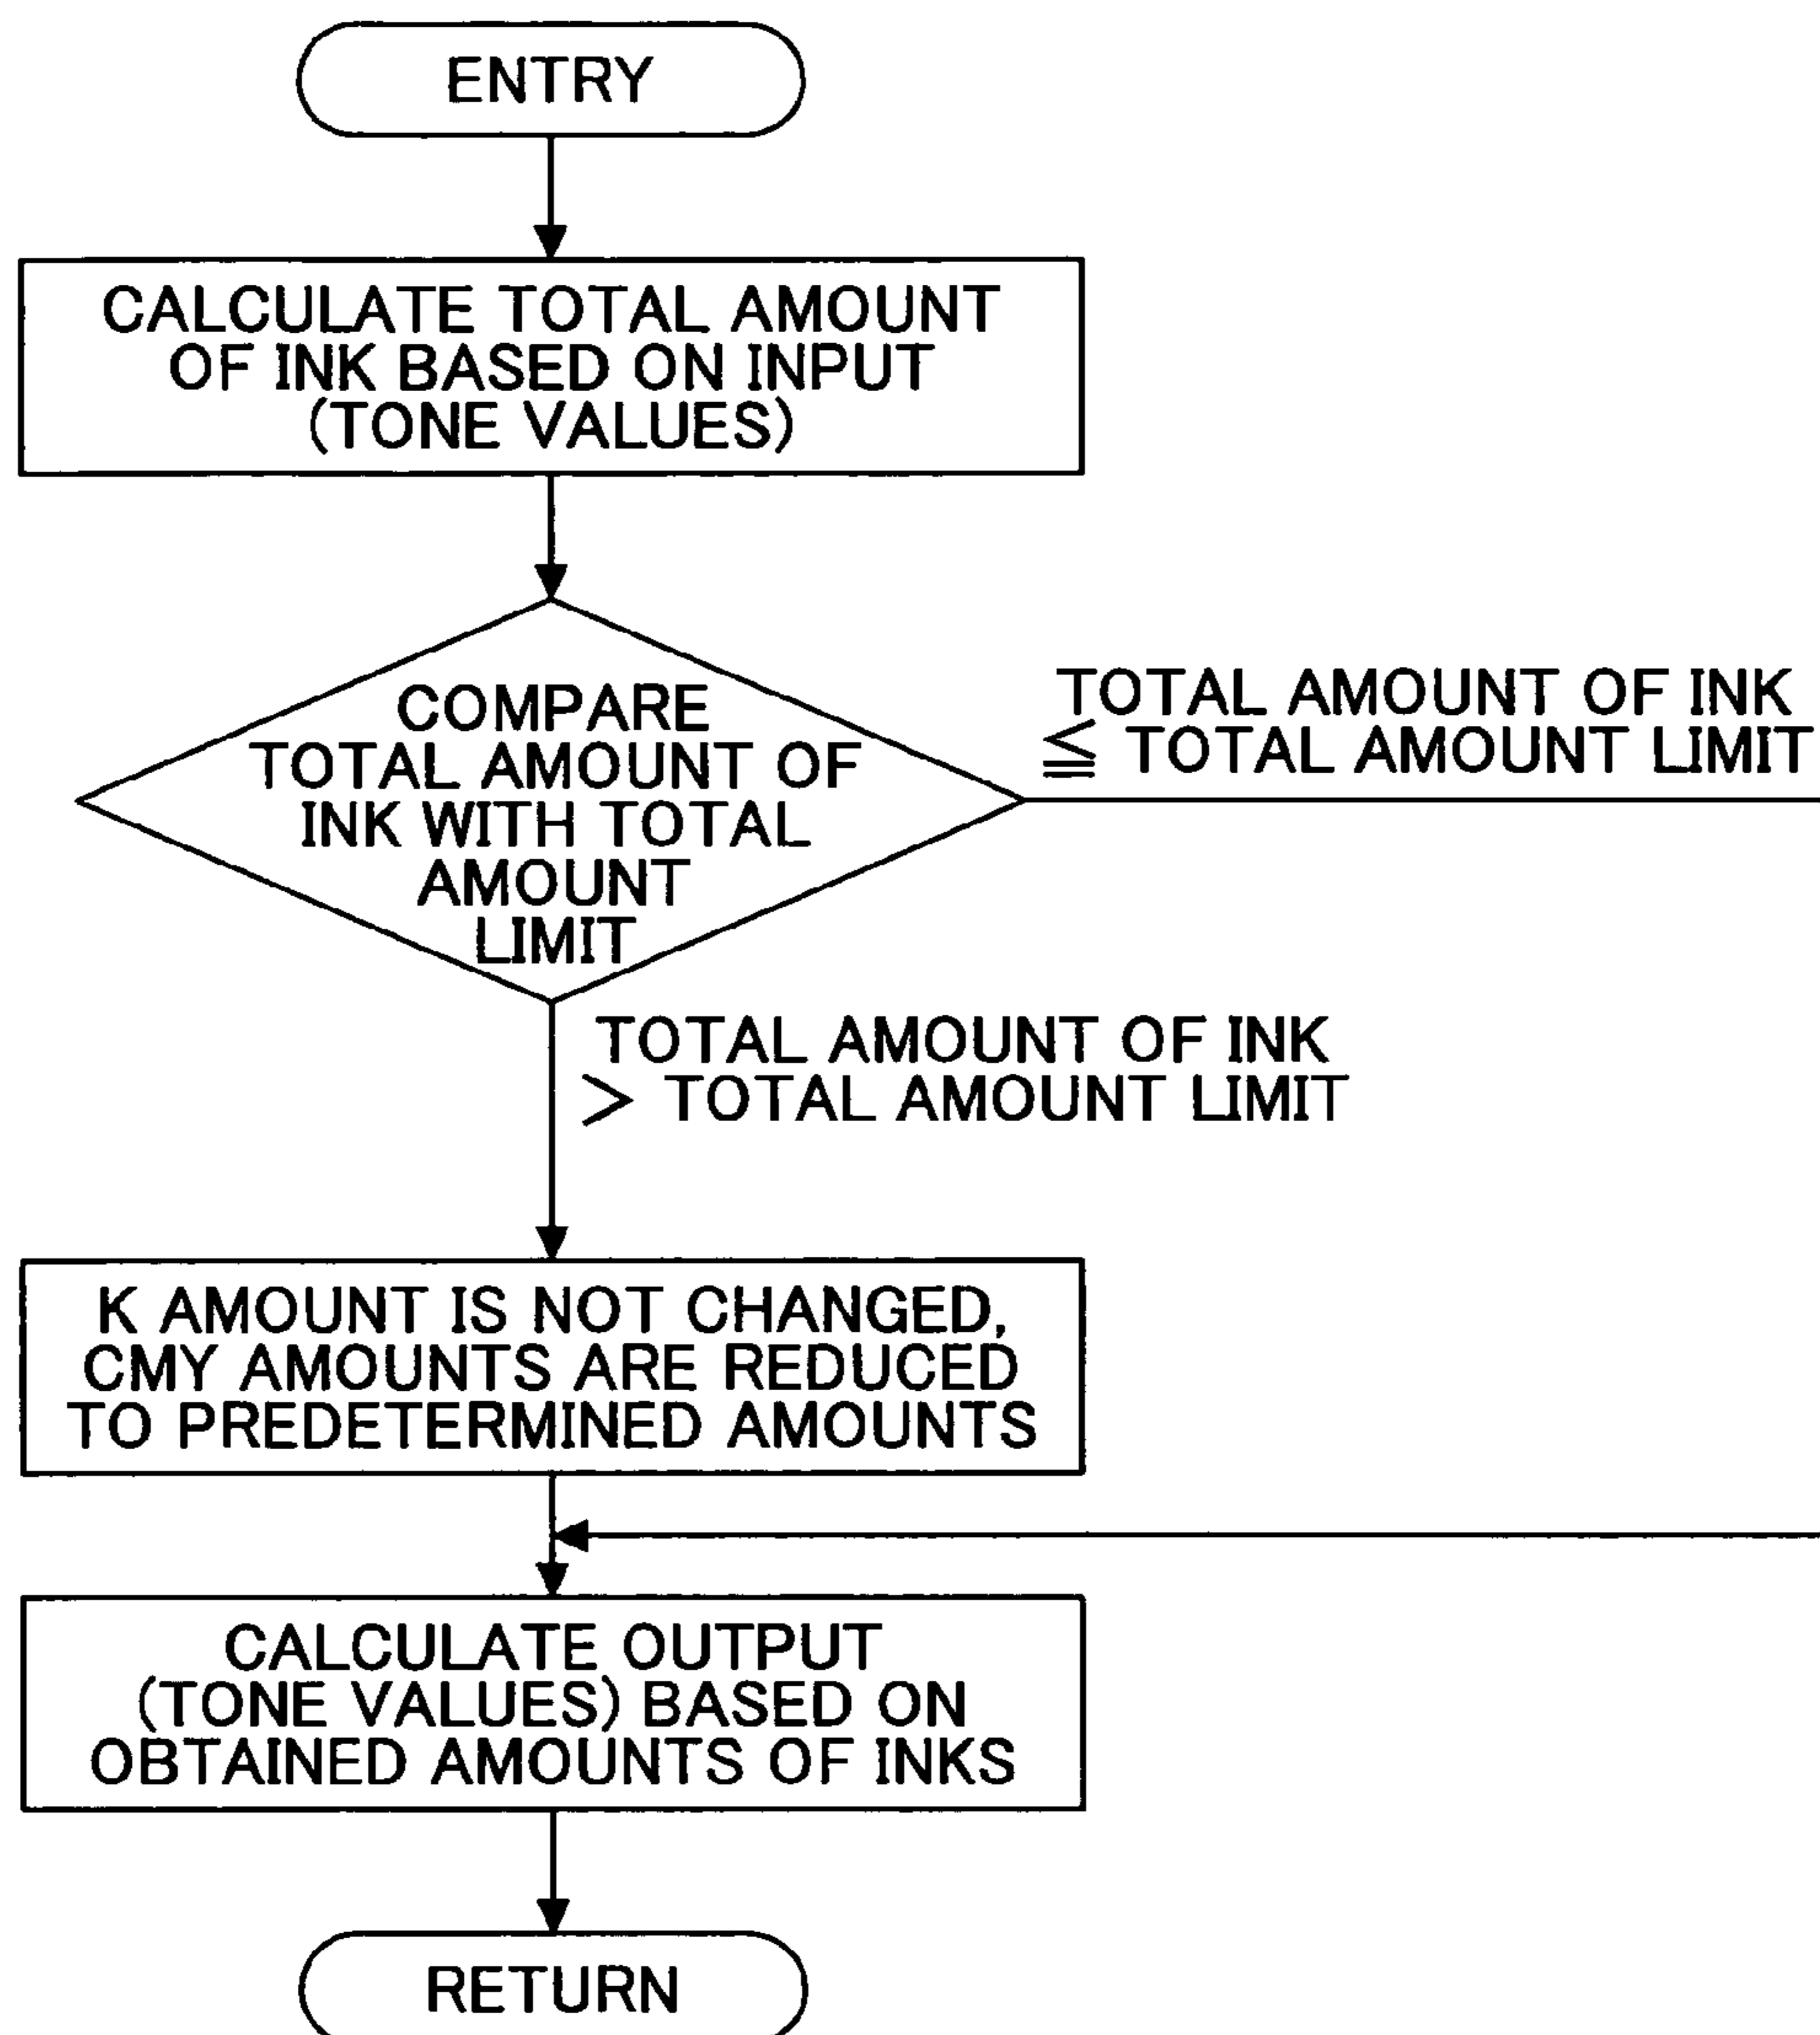 ENTRY
CALCULATE TOTAL AMOUNT
OF INK BASED ON INPUT
(TONE VALUES)
COMPARE
TOTAL AMOUNT OF
INK WITH TOTAL
AMOUNT
LIMIT
TOTAL AMOUNT OF INK
≦ TOTAL AMOUNT LIMIT
TOTAL AMOUNT OF INK
> TOTAL AMOUNT LIMIT
K AMOUNT IS NOT CHANGED,
CMY AMOUNTS ARE REDUCED
TO PREDETERMINED AMOUNTS
CALCULATE OUTPUT
(TONE VALUES) BASED ON
OBTAINED AMOUNTS OF INKS
RETURN